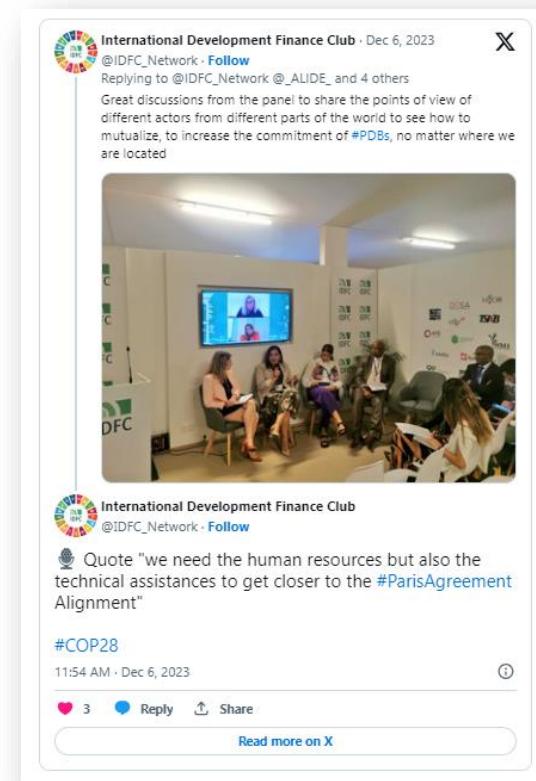 International Development Finance Club · Dec 6, 2023
@IDFC_Network · Follow
Replying to @IDFC_Network @_ALIDE_ and 4 others
Great discussions from the panel to share the points of view of
different actors from different parts of the world to see how to
mutualize, to increase the commitment of #PDBs, no matter where we
are located
DFC
International Development Finance Club
@IDFC_Network · Follow
Quote "we need the human resources but also the
technical assistances to get closer to the #ParisAgreement
Alignment"
#COP28
11:54 AM · Dec 6, 2023
3 Reply Share
Read more on X